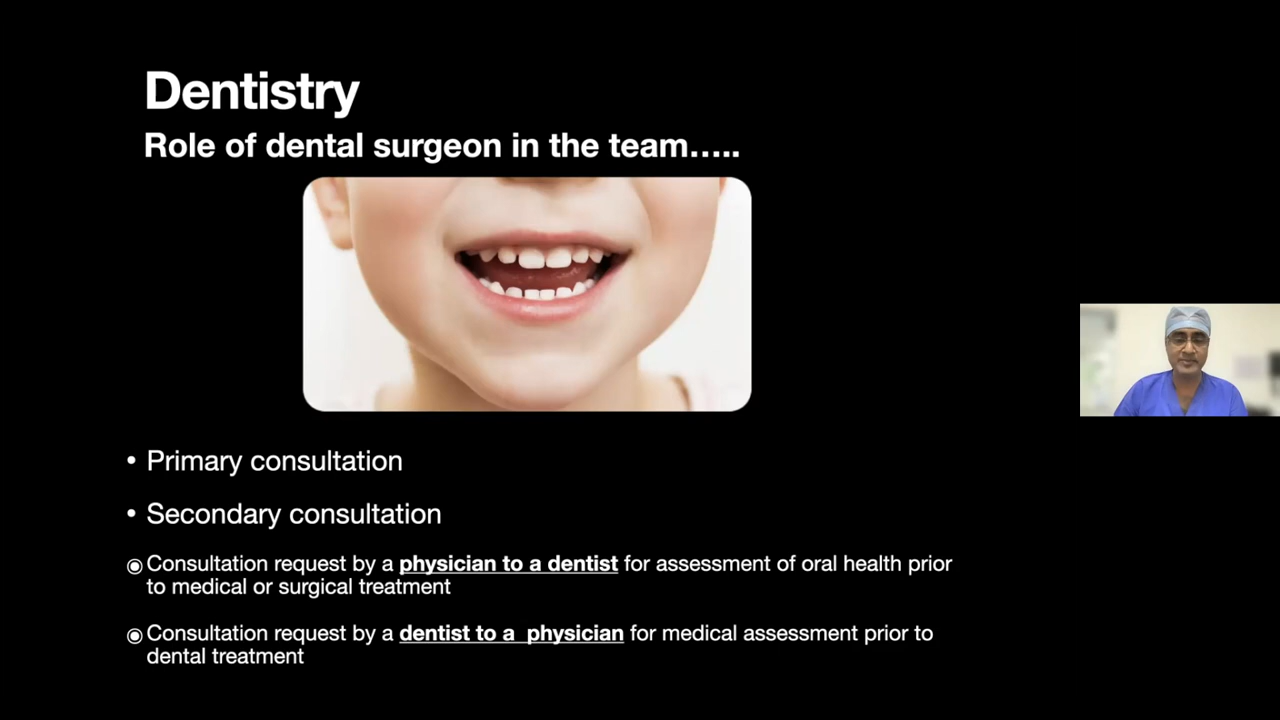 Dentistry
Role of dental surgeon in the team.....
• Primary consultation
• Secondary consultation
◉ Consultation request by a physician to a dentist for assessment of oral health prior
to medical or surgical treatment
◉ Consultation request by a dentist to a  physician for medical assessment prior to
dental treatment